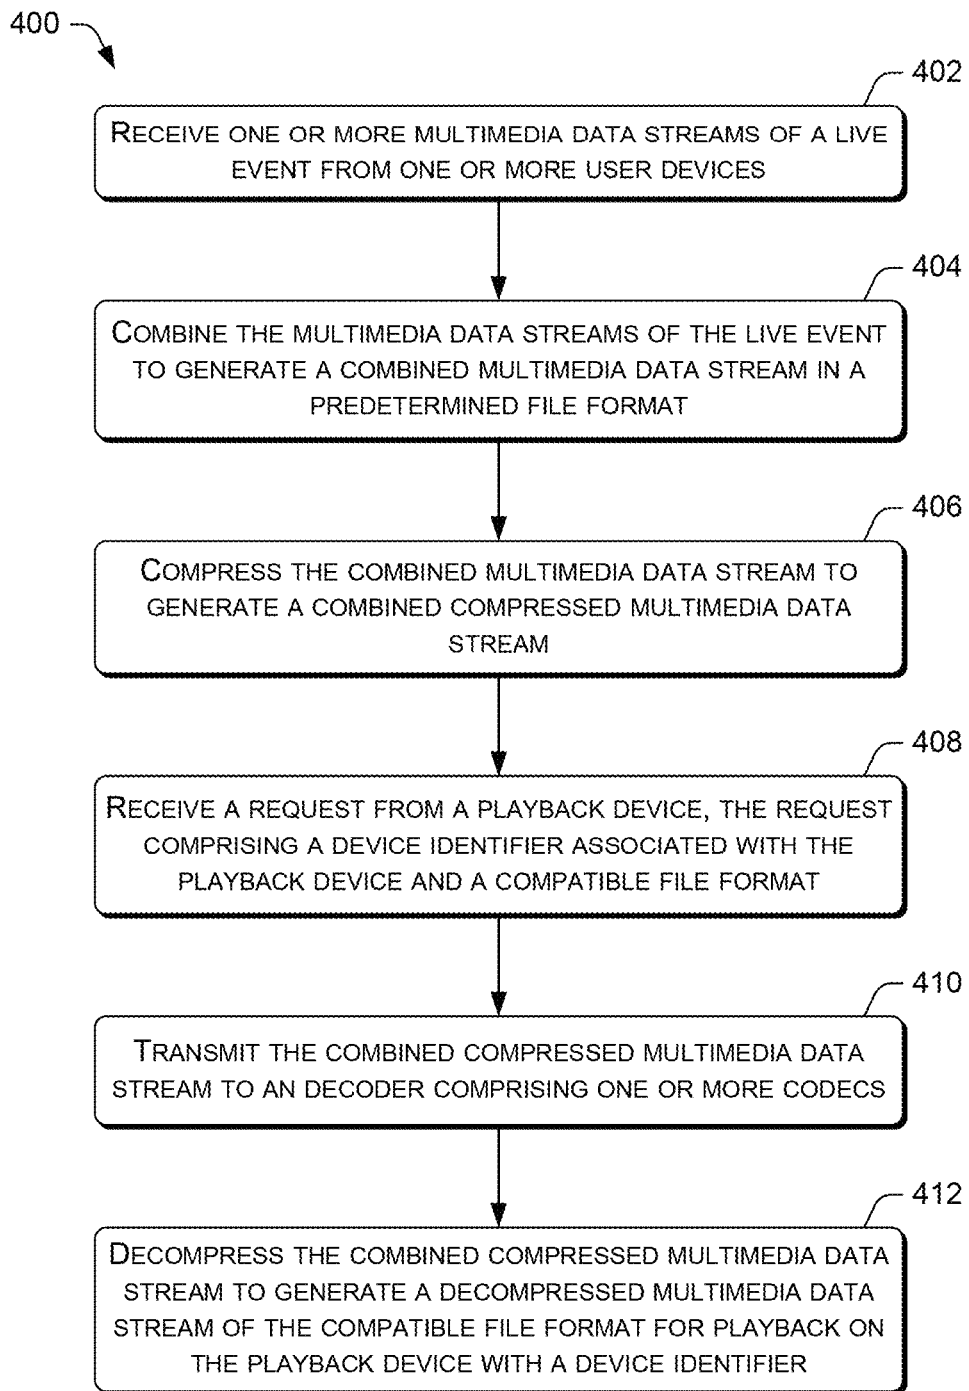 400
402
RECEIVE ONE OR MORE MULTIMEDIA DATA STREAMS OF A LIVE
EVENT FROM ONE OR MORE USER DEVICES
404
COMBINE THE MULTIMEDIA DATA STREAMS OF THE LIVE EVENT
TO GENERATE A COMBINED MULTIMEDIA DATA STREAM IN A
PREDETERMINED FILE FORMAT
406
COMPRESS THE COMBINED MULTIMEDIA DATA STREAM TO
GENERATE A COMBINED COMPRESSED MULTIMEDIA DATA
STREAM
408
RECEIVE A REQUEST FROM A PLAYBACK DEVICE, THE REQUEST
COMPRISING A DEVICE IDENTIFIER ASSOCIATED WITH THE
PLAYBACK DEVICE AND A COMPATIBLE FILE FORMAT
410
TRANSMIT THE COMBINED COMPRESSED MULTIMEDIA DATA
STREAM TO AN DECODER COMPRISING ONE OR MORE CODECS
412
DECOMPRESS THE COMBINED COMPRESSED MULTIMEDIA DATA
STREAM TO GENERATE A DECOMPRESSED MULTIMEDIA DATA
STREAM OF THE COMPATIBLE FILE FORMAT FOR PLAYBACK ON
THE PLAYBACK DEVICE WITH A DEVICE IDENTIFIER